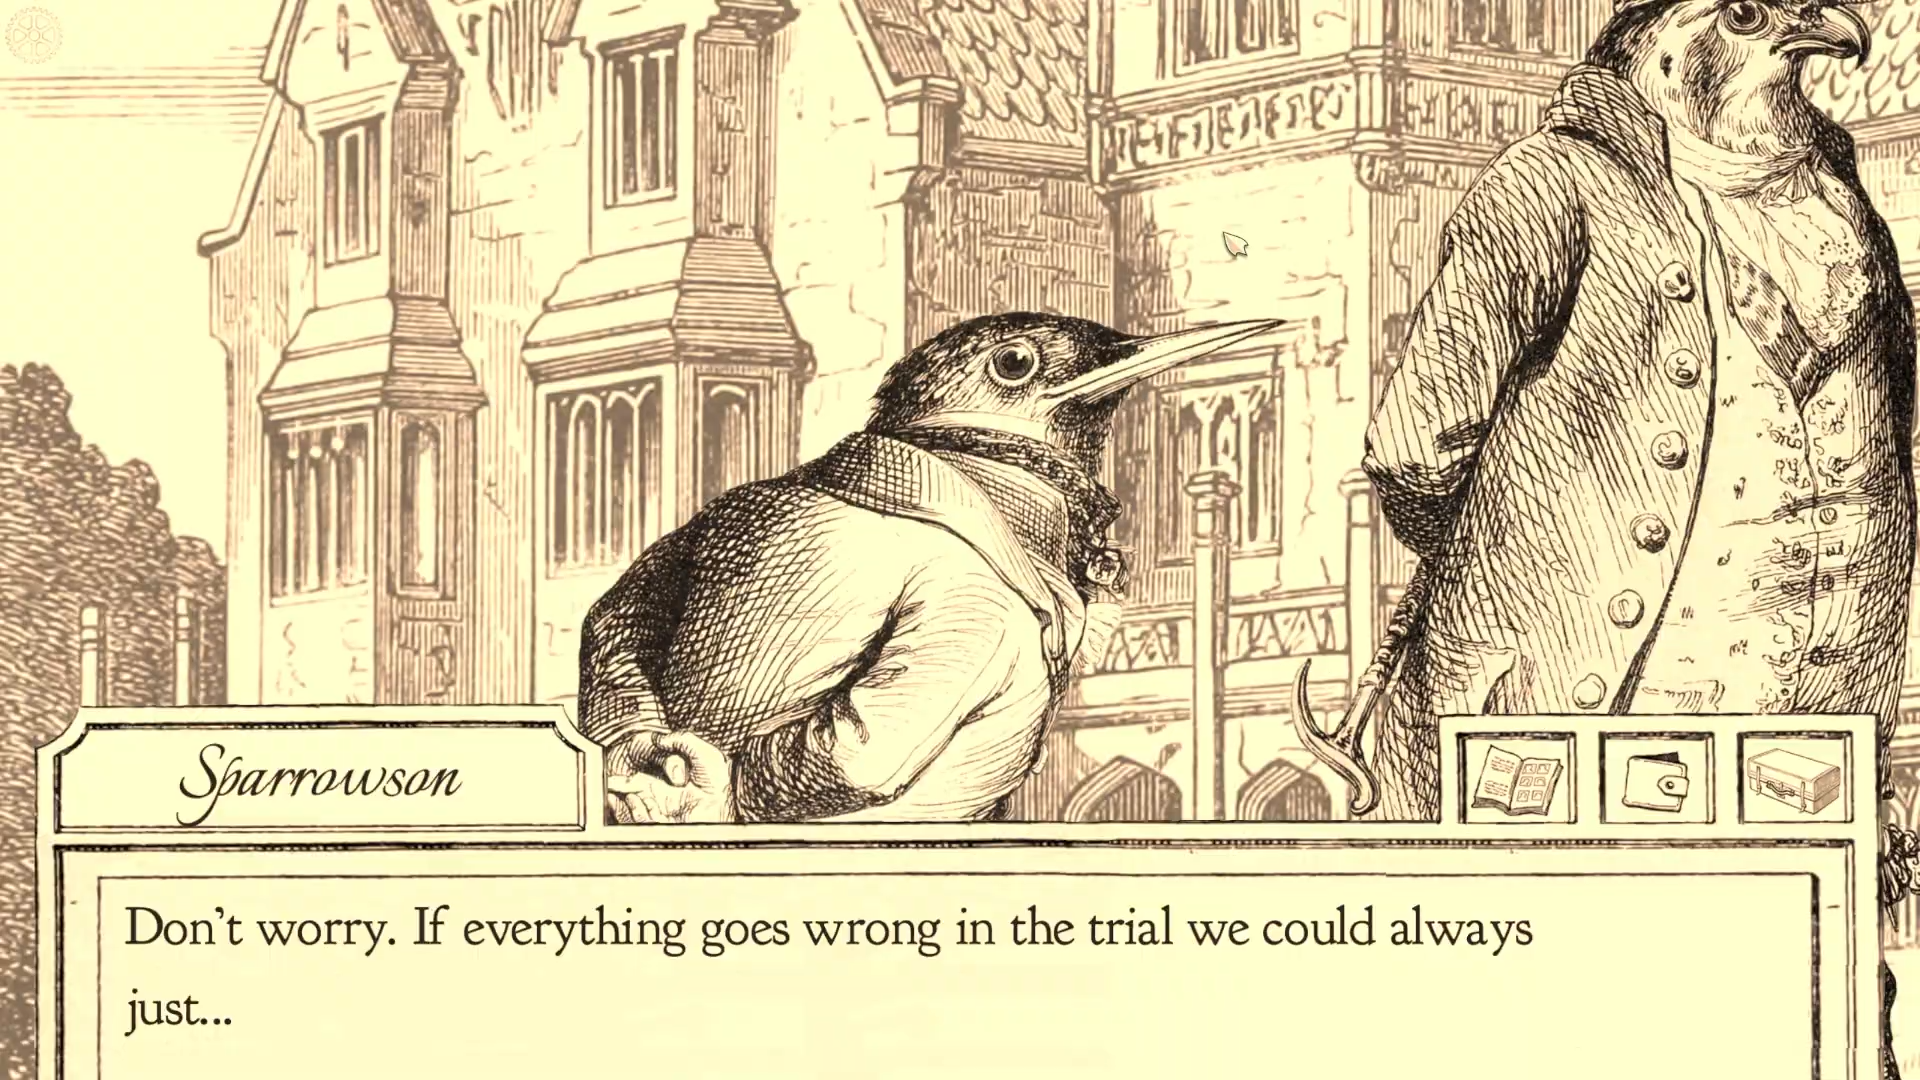 Sparrowson
Don't worry. If everything goes wrong in the trial we could always
just...